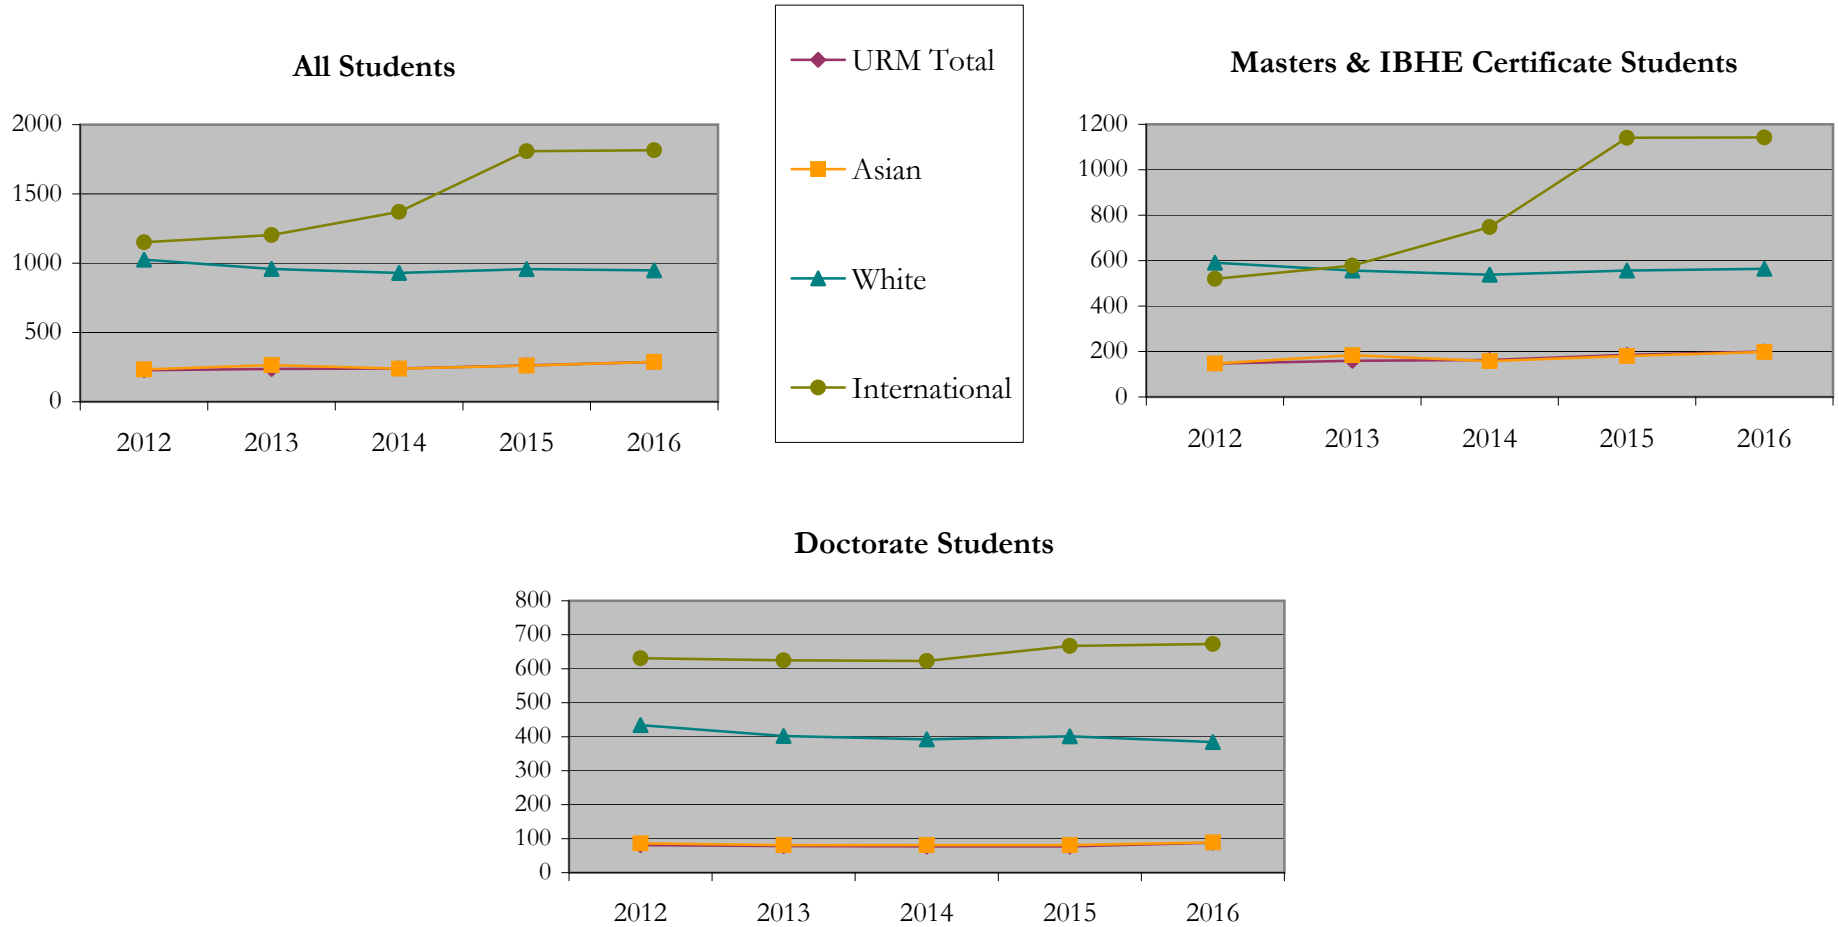 All Students
2000
1500
1000
500
0
2012 2013 2014 2015 2016
URM Total
Asian
White
International
Masters & IBHE Certificate Students
1200
1000
800
600
400
200
0
2012 2013 2014 2015 2016
Doctorate Students
800
700
600
500
400
300
200
100
0
2012 2013 2014 2015 2016